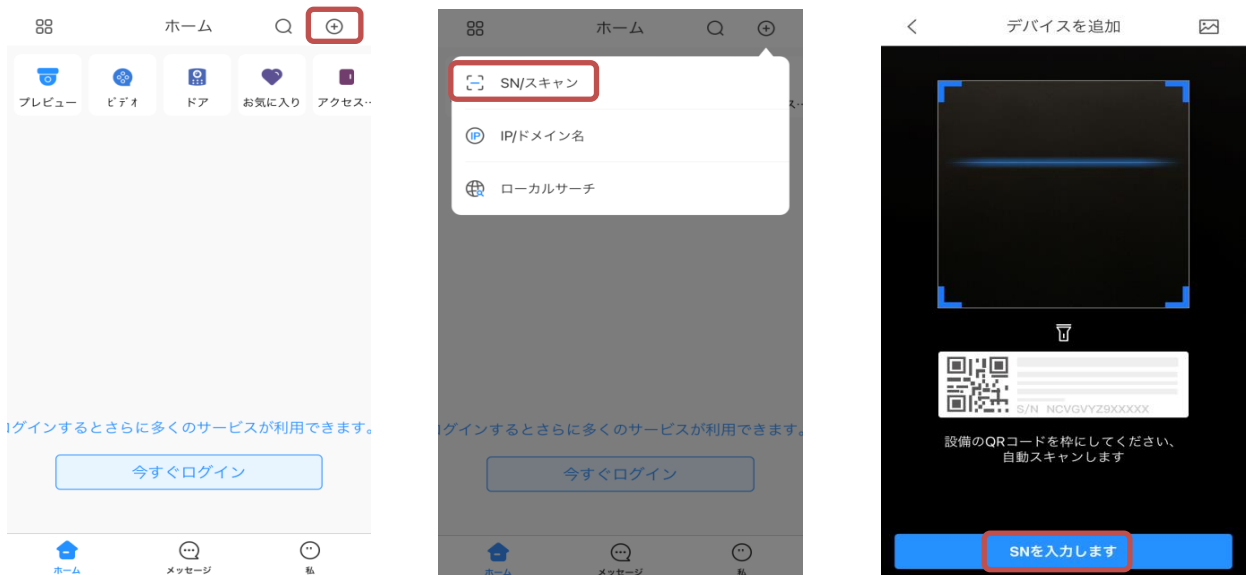 ホーム
プレビュー
ビデオ
ドア
お気に入り
アクセス…
グインするとさらに多くのサービスが利用できます。
今すぐログイン
ホーム
メッセージ
私
ホーム
SN/スキャン
IP
IP/ドメイン名
ローカルサーチ
ス…
グインするとさらに多くのサービスが利用できます。
今すぐログイン
ホーム
メッセージ
私
デバイスを追加
S/N NCVGVYZ9XXXXX
設備のQRコードを枠にしてください、
自動スキャンします
SNを入力します